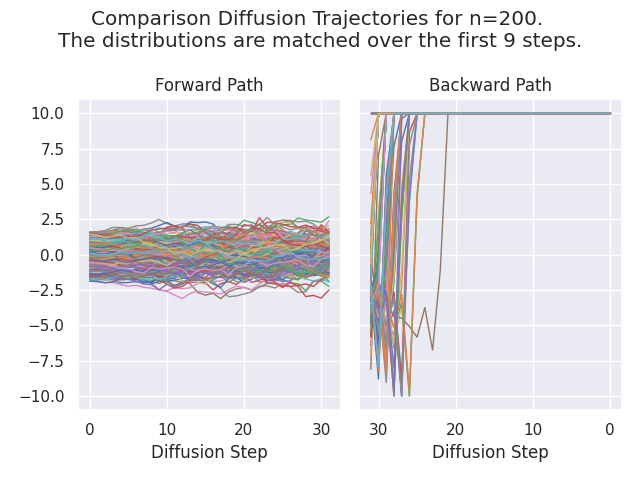 Comparison Diffusion Trajectories for n=200.
The distributions are matched over the first 9 steps.
Forward Path
Backward Path
10.0
7.5
5.0
2.5
0.0
−2.5
−5.0
−7.5
−10.0
0 10 20 30
30 20 10 0
Diffusion Step
Diffusion Step